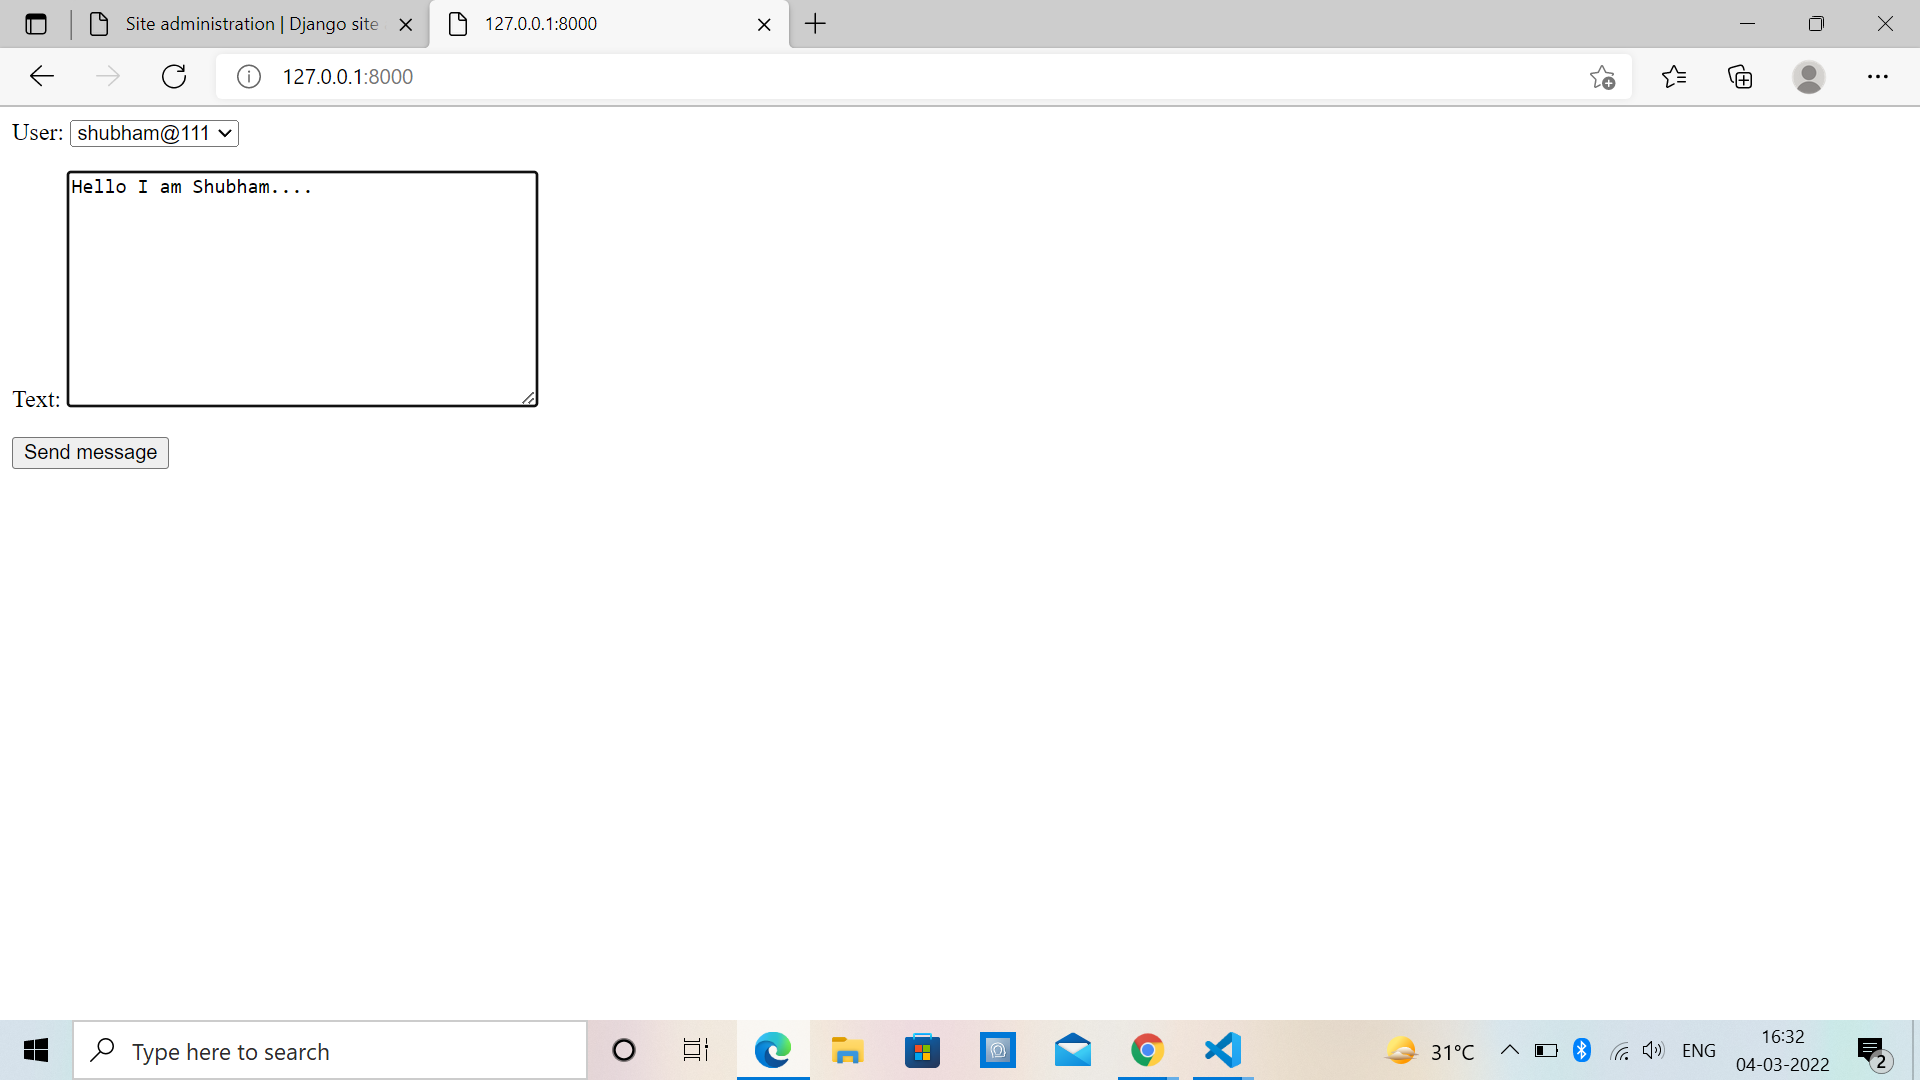 Site administration | Django site
127.0.0.1:8000
127.0.0.1:8000
User: shubham@111
Hello I am Shubham....
Text:
Send message
Type here to search
31°C
ENG
16:32
04-03-2022
2